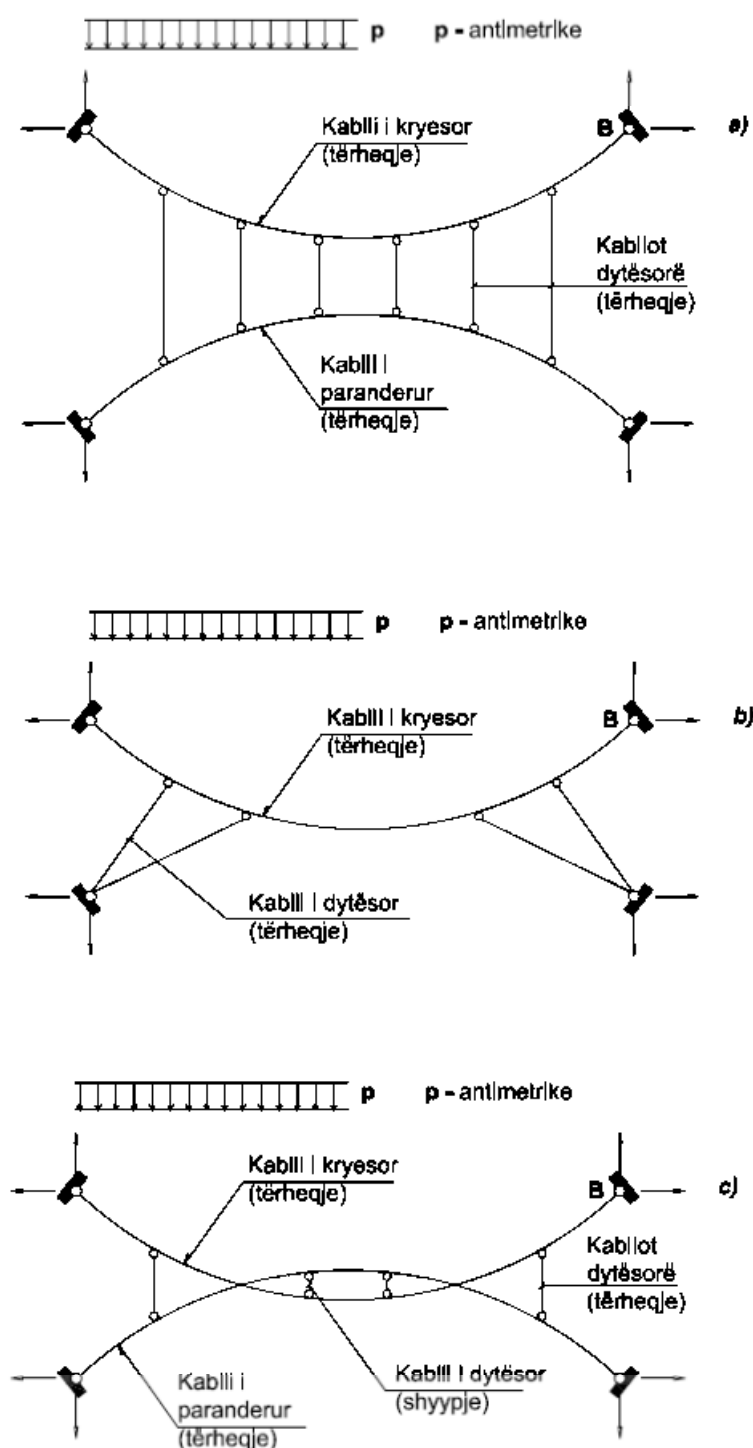 p p - antimetrike
Kablli i kryesor
(tërheqje)
B
a)
Kabllot
dytësorë
(tërheqje)
Kablli i
paranderur
(tërheqje)
p p - antimetrike
Kablli i kryesor
(tërheqje)
B
b)
Kablli i dytësor
(tërheqje)
p p - antimetrike
Kablli i kryesor
(tërheqje)
B
c)
Kabllot
dytësorë
(tërheqje)
Kablli i
paranderur
(tërheqje)
Kablli i dytësor
(shyypje)